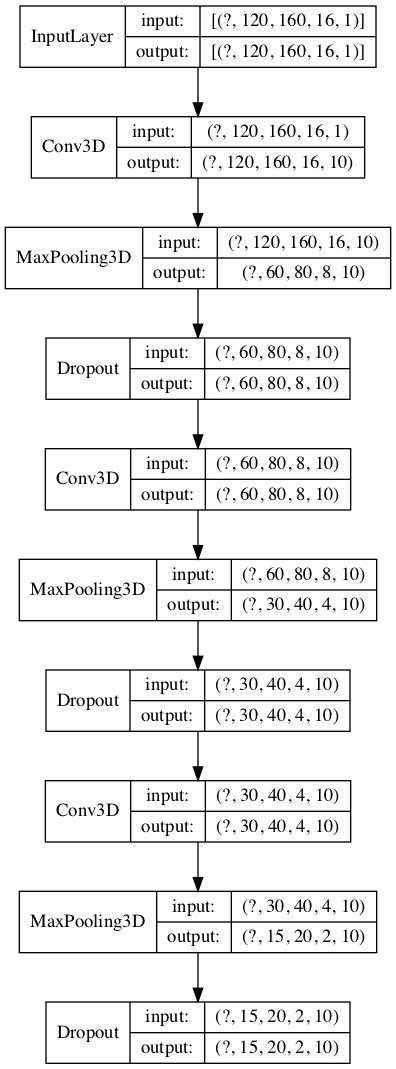 InputLayer
input: [(?, 120, 160, 16, 1)]
output: [(?, 120, 160, 16, 1)]
Conv3D
input: (?, 120, 160, 16, 1)
output: (?, 120, 160, 16, 10)
MaxPooling3D
input: (?, 120, 160, 16, 10)
output: (?, 60, 80, 8, 10)
Dropout
input: (?, 60, 80, 8, 10)
output: (?, 60, 80, 8, 10)
Conv3D
input: (?, 60, 80, 8, 10)
output: (?, 60, 80, 8, 10)
MaxPooling3D
input: (?, 60, 80, 8, 10)
output: (?, 30, 40, 4, 10)
Dropout
input: (?, 30, 40, 4, 10)
output: (?, 30, 40, 4, 10)
Conv3D
input: (?, 30, 40, 4, 10)
output: (?, 30, 40, 4, 10)
MaxPooling3D
input: (?, 30, 40, 4, 10)
output: (?, 15, 20, 2, 10)
Dropout
input: (?, 15, 20, 2, 10)
output: (?, 15, 20, 2, 10)